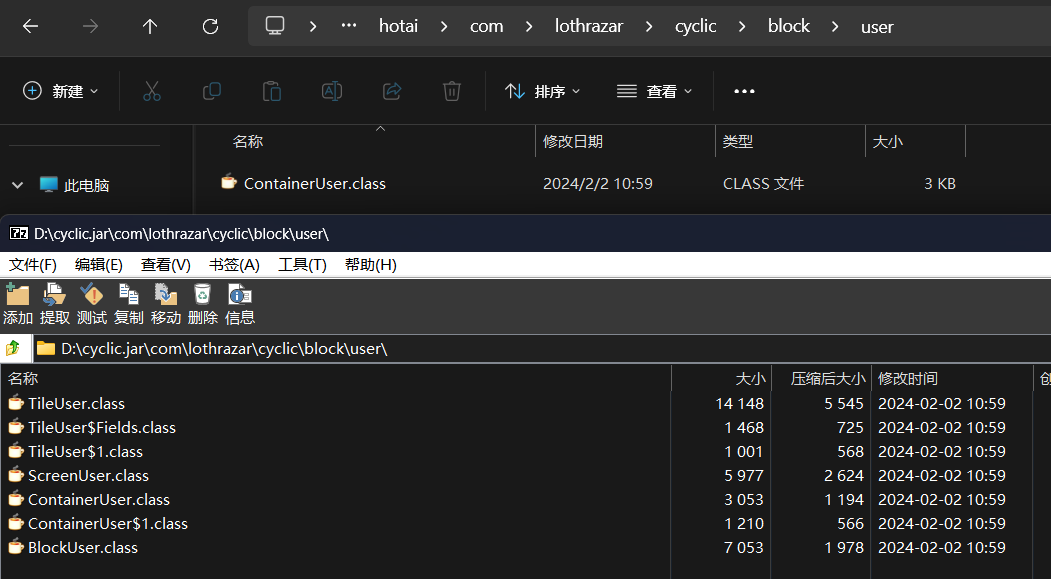 hotai > com > lothrazar > cyclic > block > user
新建 排序 查看
名称 修改日期 类型 大小
此电脑
ContainerUser.class 2024/2/2 10:59 CLASS 文件 3 KB
D:\cyclic.jar\com\lothrazar\cyclic\block\user\
文件(F) 编辑(E) 查看(V) 书签(A) 工具(T) 帮助(H)
添加 提取 测试 复制 移动 删除 信息
D:\cyclic.jar\com\lothrazar\cyclic\block\user\
名称 大小 压缩后大小 修改时间 创
TileUser.class 14 148 5 545 2024-02-02 10:59
TileUser$Fields.class 1 468 725 2024-02-02 10:59
TileUser$1.class 1 001 568 2024-02-02 10:59
ScreenUser.class 5 977 2 624 2024-02-02 10:59
ContainerUser.class 3 053 1 194 2024-02-02 10:59
ContainerUser$1.class 1 210 566 2024-02-02 10:59
BlockUser.class 7 053 1 978 2024-02-02 10:59